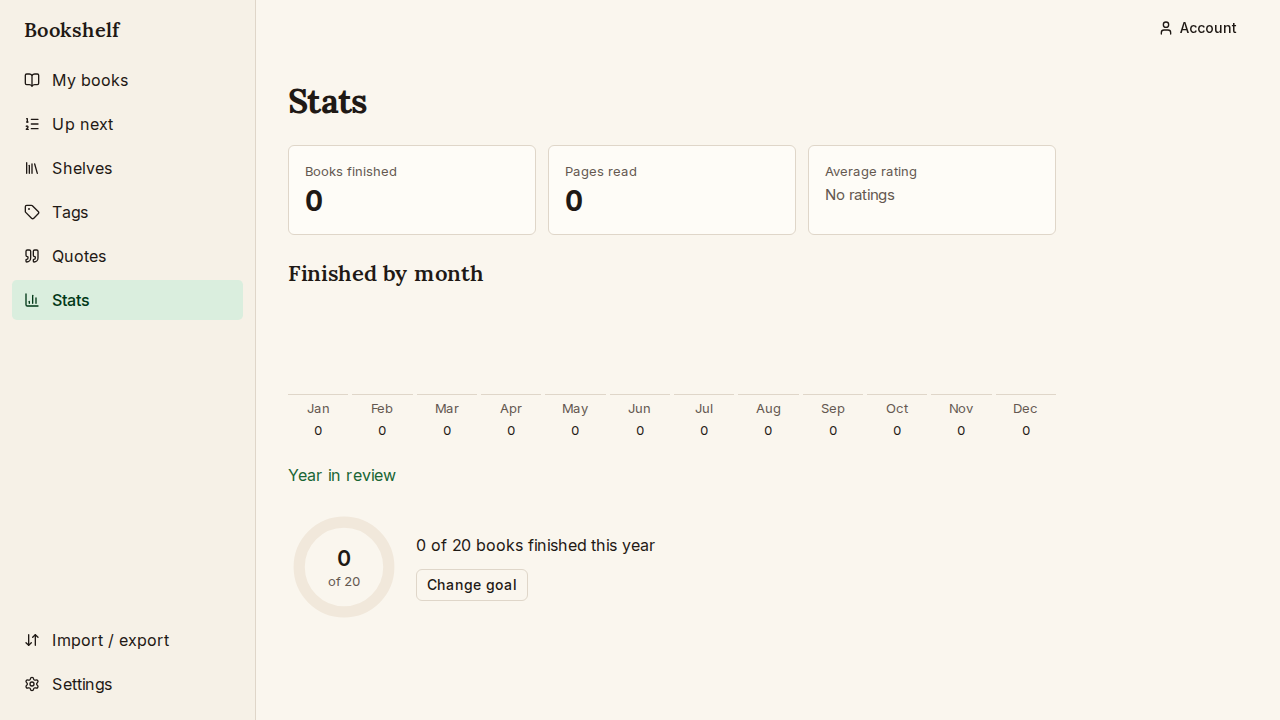 Bookshelf
My books
Up next
Shelves
Tags
Quotes
Stats
Import / export
Settings
Account
Stats
Books finished
0
Pages read
0
Average rating
No ratings
Finished by month
Jan Feb Mar Apr May Jun Jul Aug Sep Oct Nov Dec
0 0 0 0 0 0 0 0 0 0 0 0
Year in review
0
of 20
0 of 20 books finished this year
Change goal